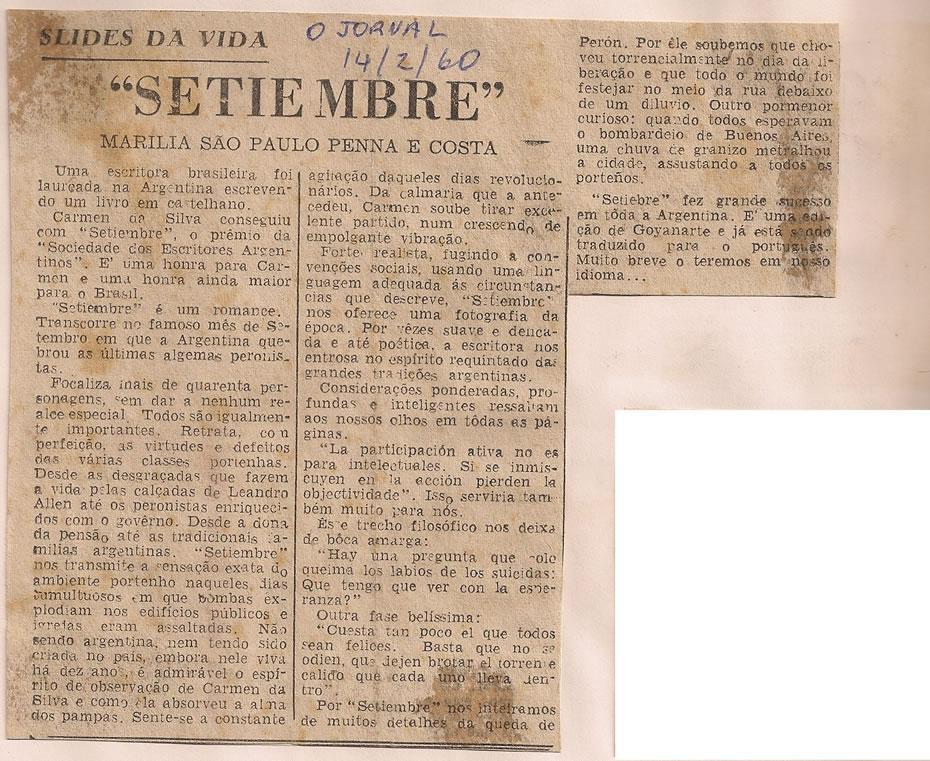 SLIDES DA VIDA
O JORNAL
14/2/60
"SETIEMBRE"
MARILIA SÃO PAULO PENNA E COSTA
Uma escritora brasileira foi
laureada na Argentina escreven-
do um livro em castelhano.
Carmen da Silva conseguiu
com "Setiembre", o prêmio da
"Sociedade dos Escritores Argen-
tinos". E' uma honra para Car-
men e uma honra ainda maior
para o Brasil.
"Setiembre" é um romance.
Transcorre no famoso mês de Se-
tembro em que a Argentina que-
brou as últimas algemas peronis-
tas.
Focaliza mais de quarenta per-
sonagens, sem dar a nenhum re-
alce especial. Todos são igualmen-
te importantes. Retrata, com
perfeição, as virtudes e defeitos
das várias classes portenhas.
Desde as desgraçadas que fazem
a vida pelas calçadas de Leandro
Allen até os peronistas enriqueci-
dos com o govêrno. Desde a dona
da pensão até as tradicionais fa-
milias argentinas. "Setiembre"
nos transmite a sensação exata do
ambiente portenho naqueles dias
tumultuosos em que bombas ex-
plodiam nos edifícios públicos e
igrejas eram assaltadas. Não
sendo argentina, nem tendo sido
criada no país, embora nele viva
há dez anos, é admirável o espí-
rito de observação de Carmen da
Silva e como ela absorveu a alma
dos pampas. Sente-se a constante
agitação daqueles dias revolucio-
nários. Da calmaria que a ante-
cedeu, Carmen soube tirar exce-
lente partido, num crescendo de
empolgante vibração.
Forte, realista, fugindo a con-
venções sociais, usando uma lin-
guagem adequada ás circunstan-
cias que descreve, "Setiembre"
nos oferece uma fotografia da
época. Por vêzes suave e delica-
da e até poética, a escritora nos
entrosa no espírito requintado das
grandes tradições argentinas.
Considerações ponderadas, pro-
fundas e inteligentes ressaltam
aos nossos olhos em tôdas as pá-
ginas.
"La participación ativa no es
para intelectuales. Si se inmis-
cuyen en la acción pierden la
objectividade". Isso serviria tam
bém muito para nós.
Êsse trecho filosófico nos deixa
de bôca amarga:
"Hay una pregunta que solo
queima los labios de los suicidas:
Que tengo que ver con la espe-
ranza?"
Outra fase belíssima:
"Cuesta tan poco el que todos
sean felices. Basta que no se
odien, que dejen brotar el torrente
calido que cada uno lleva den-
tro".
Por "Setiembre" nos inteiramos
de muitos detalhes da queda de
Perón. Por êle soubemos que cho-
veu torrencialmente no dia da li-
beração e que todo o mundo foi
festejar no meio da rua debaixo
de um diluvio. Outro pormenor
curioso: quando todos esperavam
o bombardeio de Buenos Aires,
uma chuva de granizo metralhou
a cidade, assustando a todos os
porteños.
"Setiebre" fez grande sucesso
em tôda a Argentina. E' uma edi-
ção de Goyanarte e já está sendo
traduzido para o português.
Muito breve o teremos em nosso
idioma...